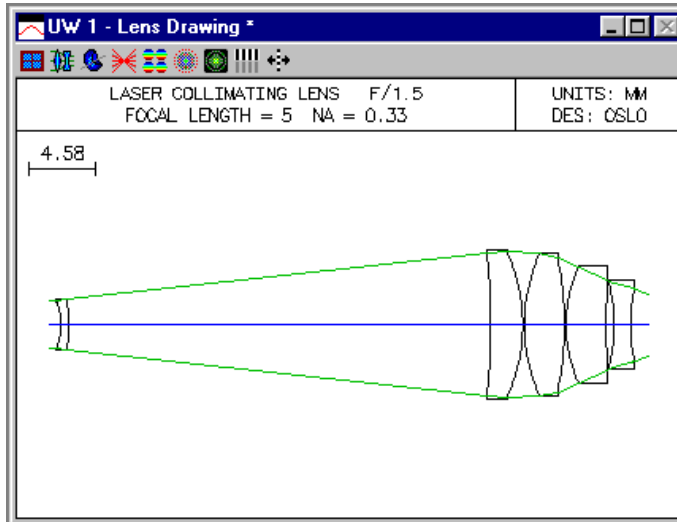 UW 1 - Lens Drawing *
LASER COLLIMATING LENS F/1.5
FOCAL LENGTH = 5 NA = 0.33
UNITS: MM
DES: OSLO
4.58